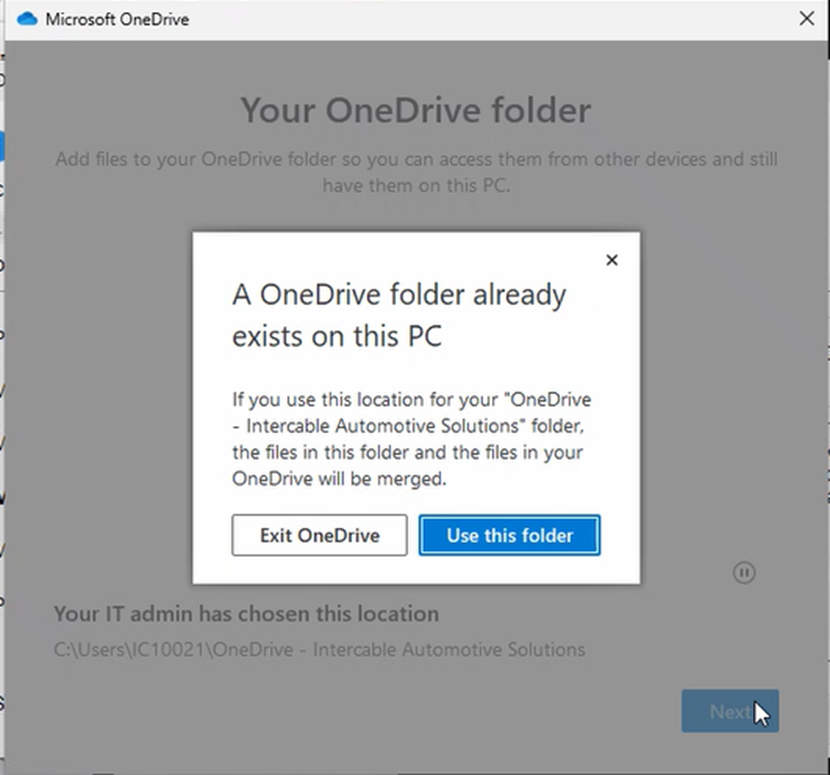 Microsoft OneDrive
Your OneDrive folder
Add files to your OneDrive folder so you can access them from other devices and still
have them on this PC.
A OneDrive folder already
exists on this PC
If you use this location for your "OneDrive
- Intercable Automotive Solutions" folder,
the files in this folder and the files in your
OneDrive will be merged.
Exit OneDrive
Use this folder
Your IT admin has chosen this location
C:\Users\IC10021\OneDrive - Intercable Automotive Solutions
Next